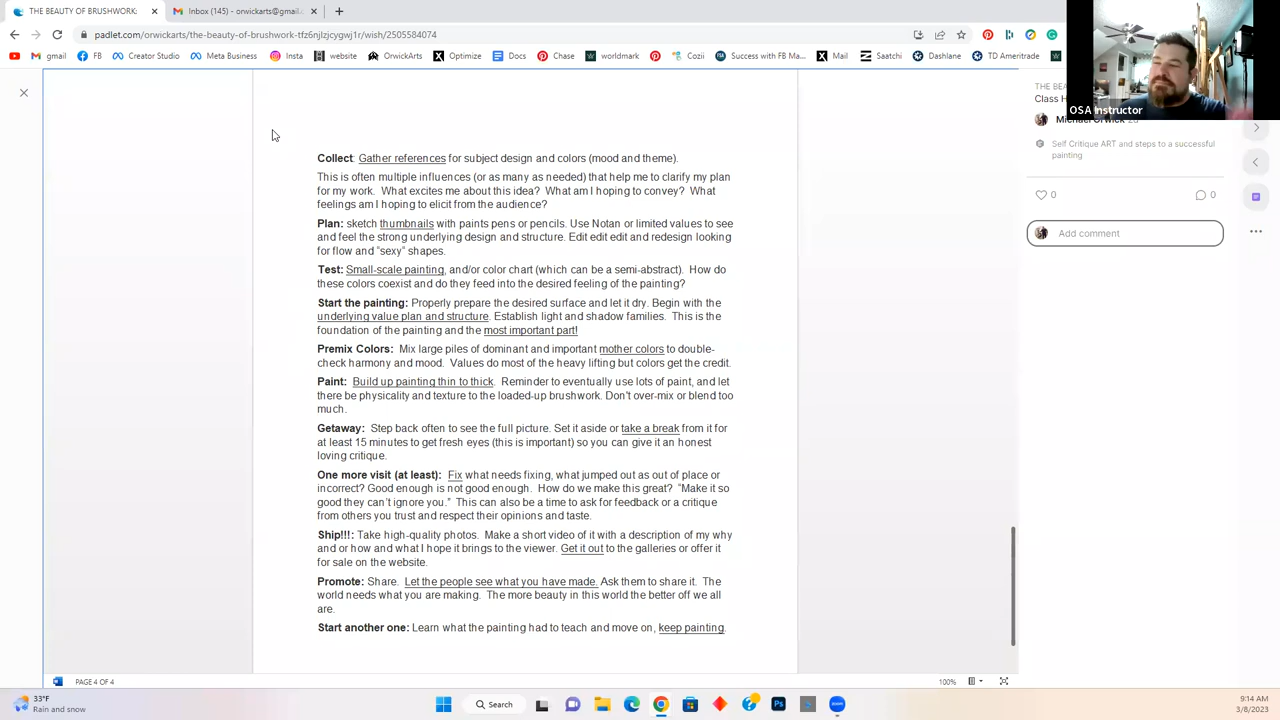 THE BEAUTY OF BRUSHWORK:
Inbox (145) - orwickarts@gmail.
padlet.com/orwickarts/the-beauty-of-brushwork-tfz6njlzjcygwj1r/wish/2505584074
gmail FB Creator Studio Meta Business Insta website OrwickArts Optimize Docs Chase worldmark Cozii Success with FB Ma... Mail Saatchi Dashlane TD Ameritrade
OSA Instructor
THE BEA
Class H
Self Critique ART and steps to a successful
painting
0 0
Add comment
Collect: Gather references for subject design and colors (mood and theme).
This is often multiple influences (or as many as needed) that help me to clarify my plan
for my work. What excites me about this idea? What am I hoping to convey? What
feelings am I hoping to elicit from the audience?
Plan: sketch thumbnails with paints pens or pencils. Use Notan or limited values to see
and feel the strong underlying design and structure. Edit edit edit and redesign looking
for flow and "sexy" shapes.
Test: Small-scale painting, and/or color chart (which can be a semi-abstract). How do
these colors coexist and do they feed into the desired feeling of the painting?
Start the painting: Properly prepare the desired surface and let it dry. Begin with the
underlying value plan and structure. Establish light and shadow families. This is the
foundation of the painting and the most important part!
Premix Colors: Mix large piles of dominant and important mother colors to double-
check harmony and mood. Values do most of the heavy lifting but colors get the credit.
Paint: Build up painting thin to thick. Reminder to eventually use lots of paint, and let
there be physicality and texture to the loaded-up brushwork. Don't over-mix or blend too
much.
Getaway: Step back often to see the full picture. Set it aside or take a break from it for
at least 15 minutes to get fresh eyes (this is important) so you can give it an honest
loving critique.
One more visit (at least): Fix what needs fixing, what jumped out as out of place or
incorrect? Good enough is not good enough. How do we make this great? "Make it so
good they can't ignore you." This can also be a time to ask for feedback or a critique
from others you trust and respect their opinions and taste.
Ship!!!: Take high-quality photos. Make a short video of it with a description of my why
and or how and what I hope it brings to the viewer. Get it out to the galleries or offer it
for sale on the website.
Promote: Share. Let the people see what you have made. Ask them to share it. The
world needs what you are making. The more beauty in this world the better off we all
are.
Start another one: Learn what the painting had to teach and move on, keep painting.
PAGE 4 OF 4
100%
33°F
Rain and snow
Search
9:14 AM
3/8/2023